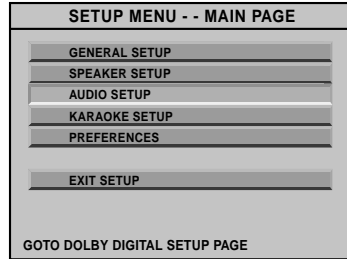 SETUP MENU - - MAIN PAGE
GENERAL SETUP
SPEAKER SETUP
AUDIO SETUP
KARAOKE SETUP
PREFERENCES
EXIT SETUP
GOTO DOLBY DIGITAL SETUP PAGE